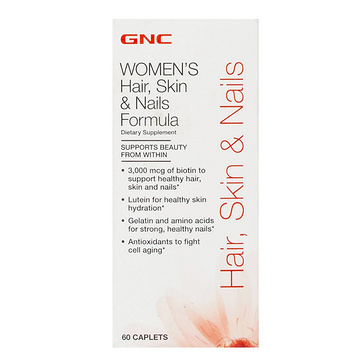 GNC
WOMEN'S
Hair, Skin
& Nails
Formula
Dietary Supplement
SUPPORTS BEAUTY
FROM WITHIN
• 3,000 mcg of biotin to
support healthy hair,
skin and nails*
• Lutein for healthy skin
hydration*
• Gelatin and amino acids
for strong, healthy nails*
• Antioxidants to fight
cell aging*
60 CAPLETS
Hair, Skin & Nails